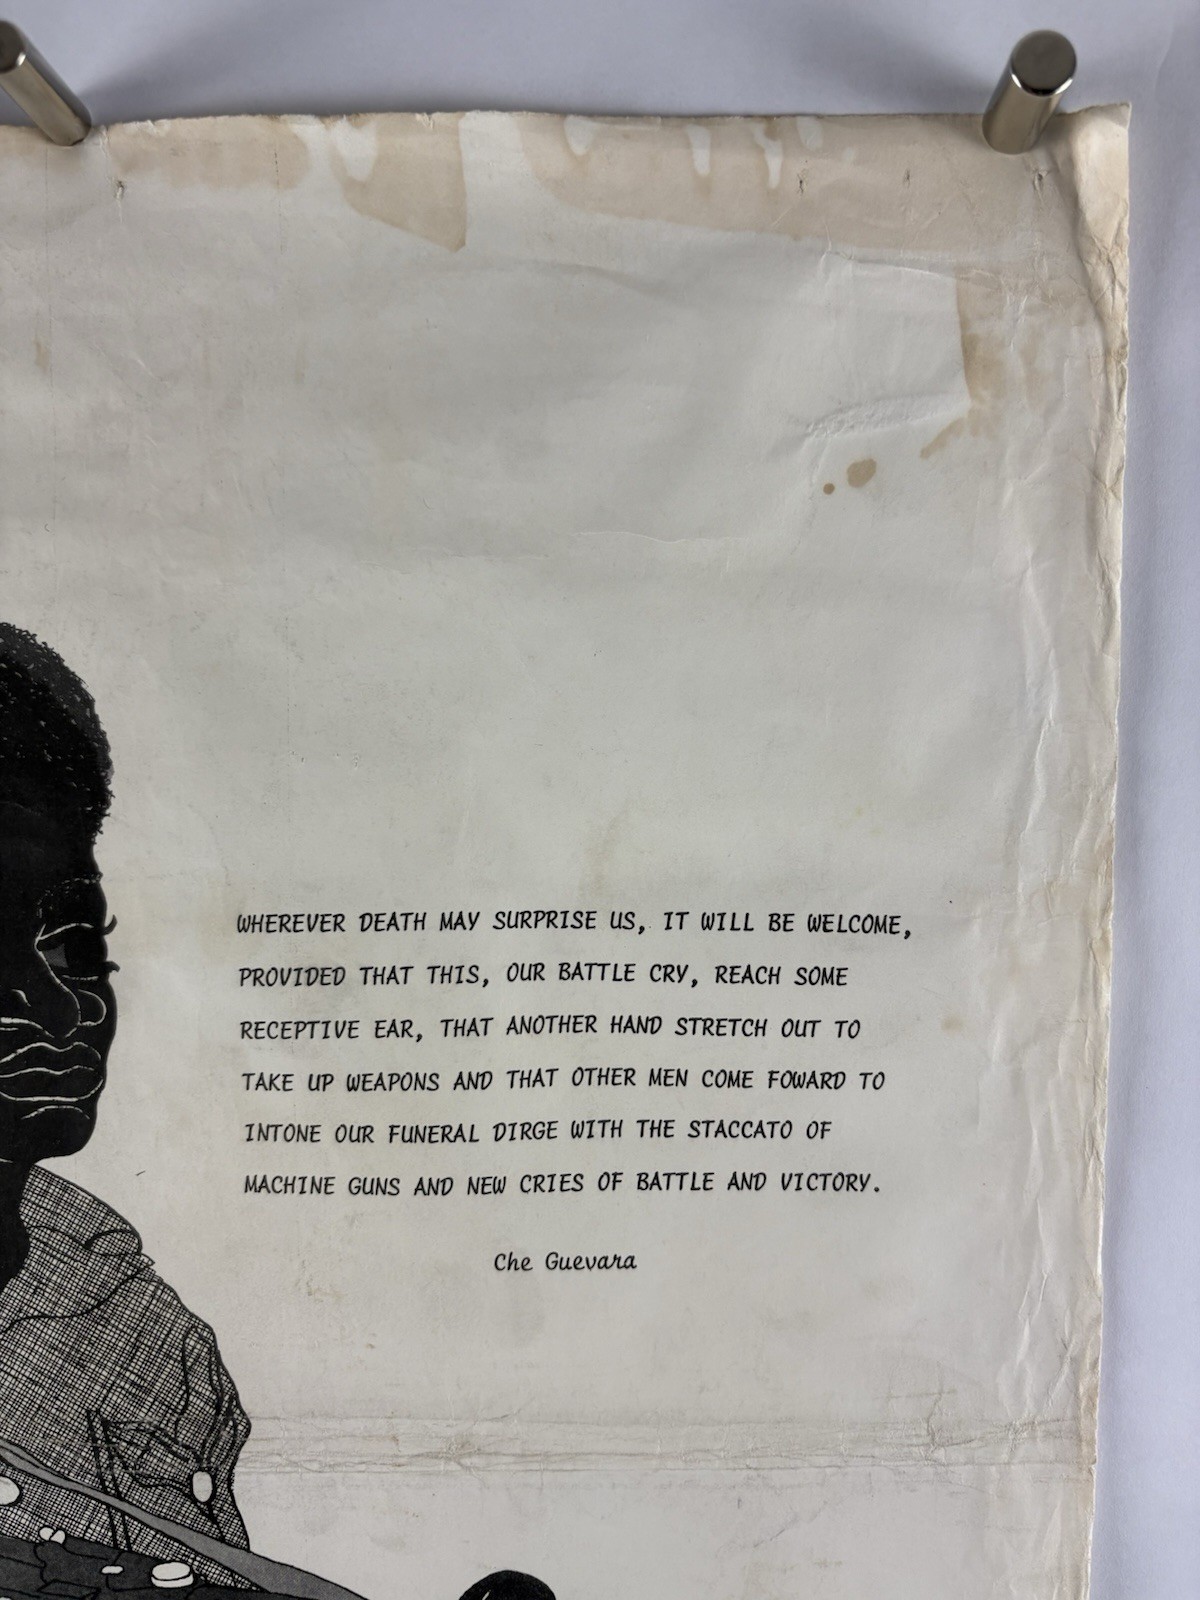 WHEREVER DEATH MAY SURPRISE US, IT WILL BE WELCOME,
PROVIDED THAT THIS, OUR BATTLE CRY, REACH SOME
RECEPTIVE EAR, THAT ANOTHER HAND STRETCH OUT TO
TAKE UP WEAPONS AND THAT OTHER MEN COME FOWARD TO
INTONE OUR FUNERAL DIRGE WITH THE STACCATO OF
MACHINE GUNS AND NEW CRIES OF BATTLE AND VICTORY.
Che Guevara